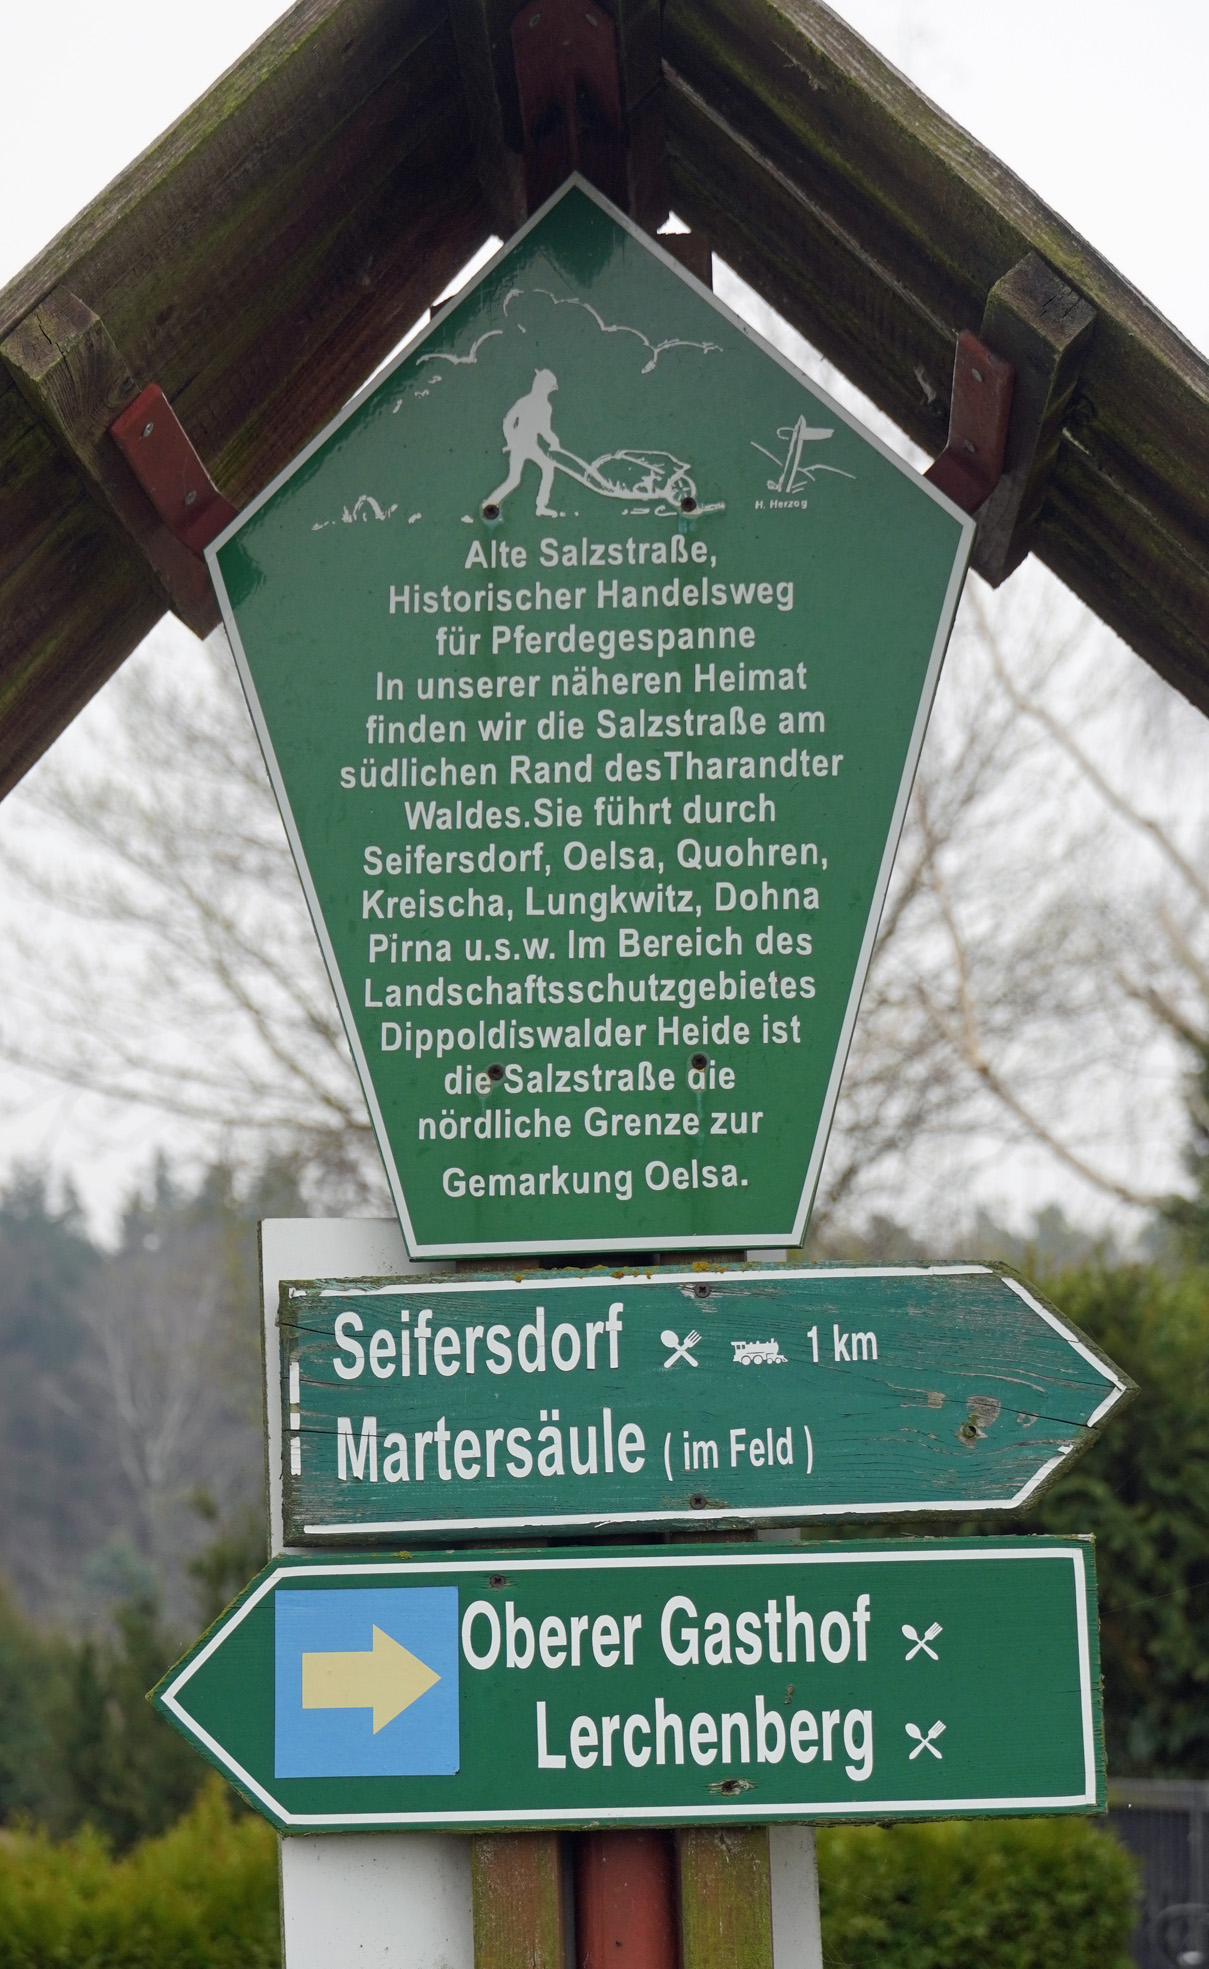 H. Herzog
Alte Salzstraße,
Historischer Handelsweg
für Pferdegespanne
In unserer näheren Heimat
finden wir die Salzstraße am
südlichen Rand desTharandter
Waldes.Sie führt durch
Seifersdorf, Oelsa, Quohren,
Kreischa, Lungkwitz, Dohna
Pirna u.s.w. Im Bereich des
Landschaftsschutzgebietes
Dippoldiswalder Heide ist
die Salzstraße die
nördliche Grenze zur
Gemarkung Oelsa.
Seifersdorf 1 km
Martersäule ( im Feld )
Oberer Gasthof
Lerchenberg